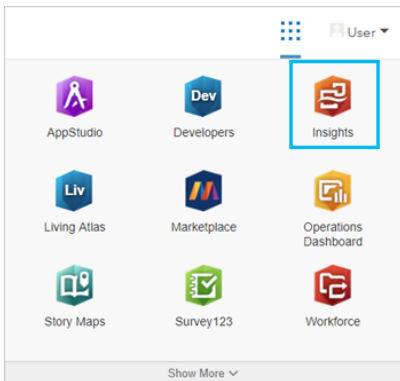 User
Dev
AppStudio
Developers
Insights
Liv
Living Atlas
Marketplace
Operations
Dashboard
Story Maps
Survey123
Workforce
Show More